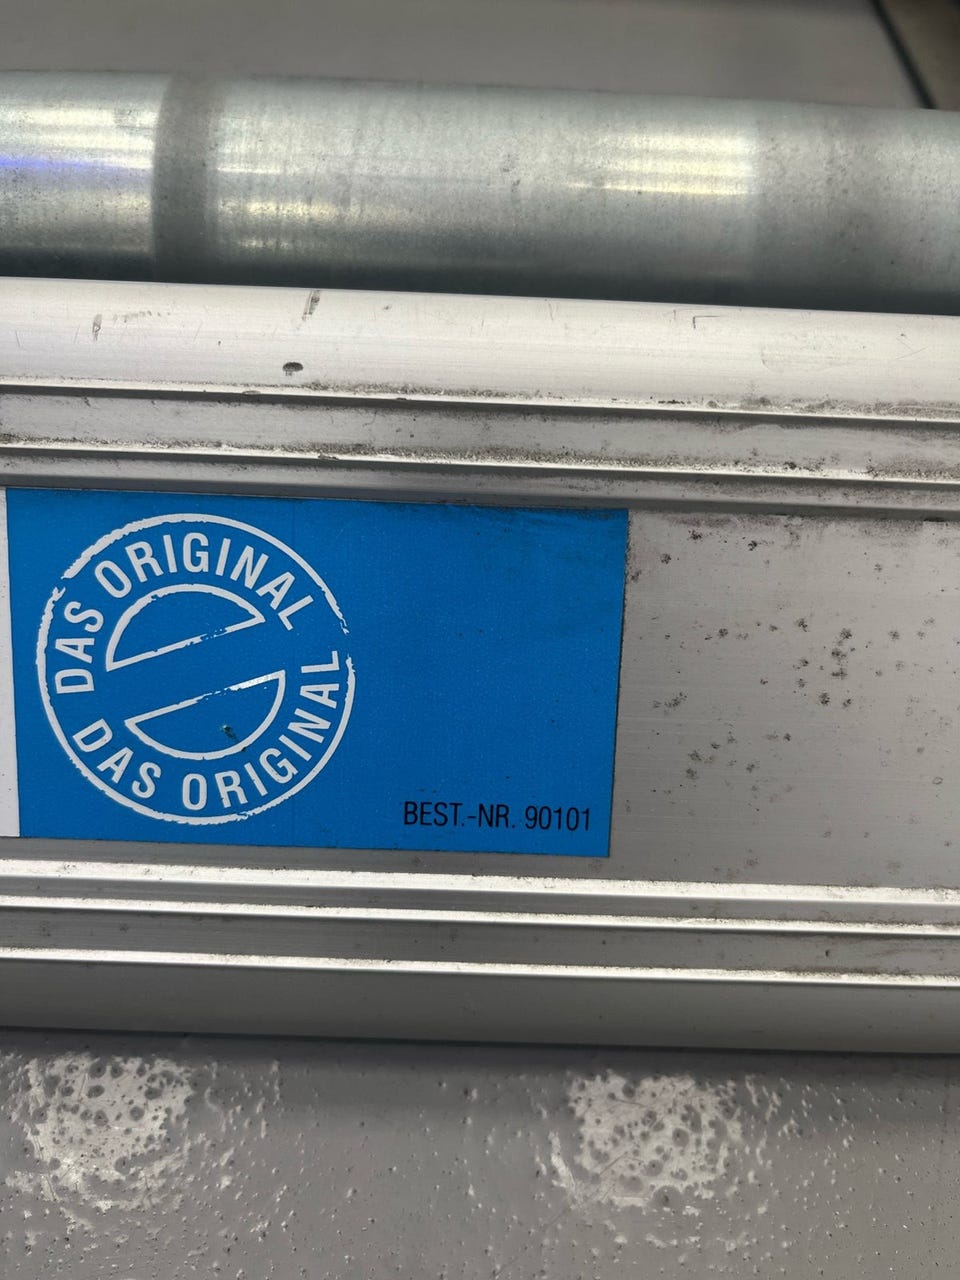 DAS ORIGINAL
DAS ORIGINAL
BEST.-NR. 90101